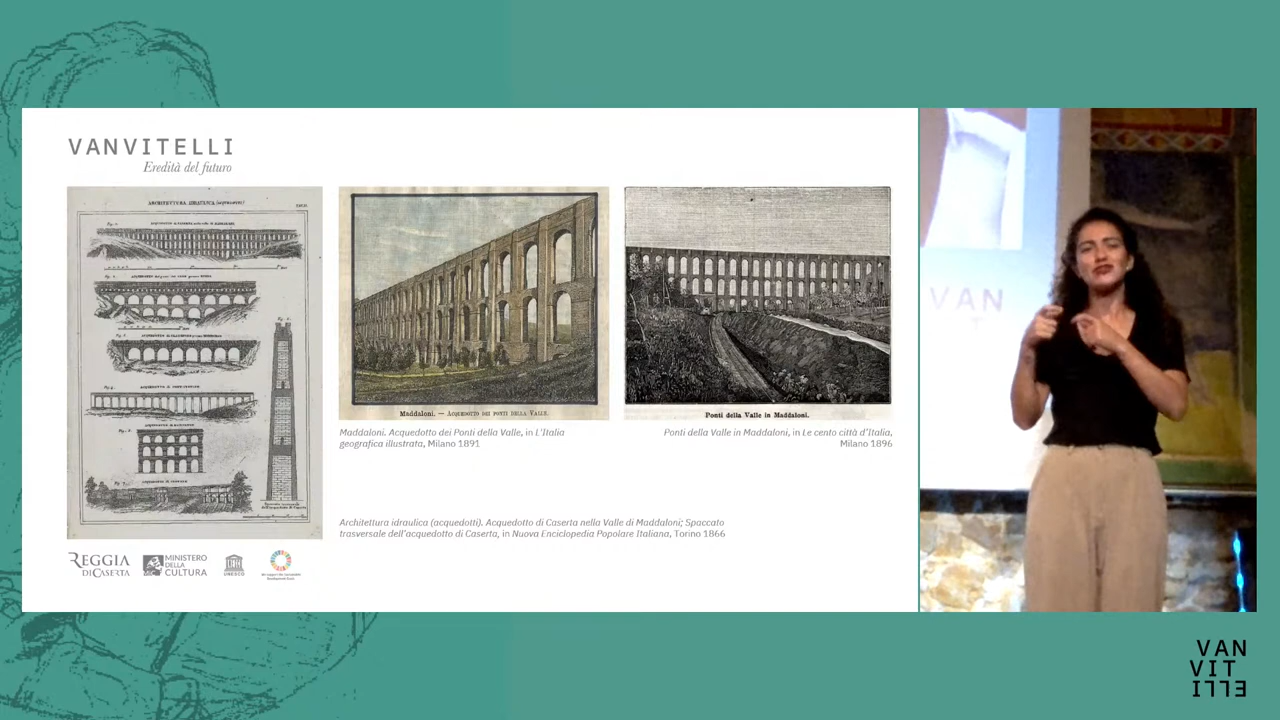 VANVITELLI
Eredità del futuro
ARCHITETTURA IDRAULICA (ACQUEDOTTI)
Maddaloni. — ACQUEDOTTO DEI PONTI DELLA VALLE.
Ponti della Valle in Maddaloni.
Maddaloni. Acquedotto dei Ponti della Valle, in L'Italia
geografica illustrata, Milano 1891
Ponti della Valle in Maddaloni, in Le cento città d'Italia,
Milano 1896
Architettura idraulica (acquedotti). Acquedotto di Caserta nella Valle di Maddaloni; Spaccato
trasversale dell'acquedotto di Caserta, in Nuova Enciclopedia Popolare Italiana, Torino 1866
REGGIA
DI CASERTA
MINISTERO
DELLA
CULTURA
UNESCO
VAN
VAN
VIT
ELLI